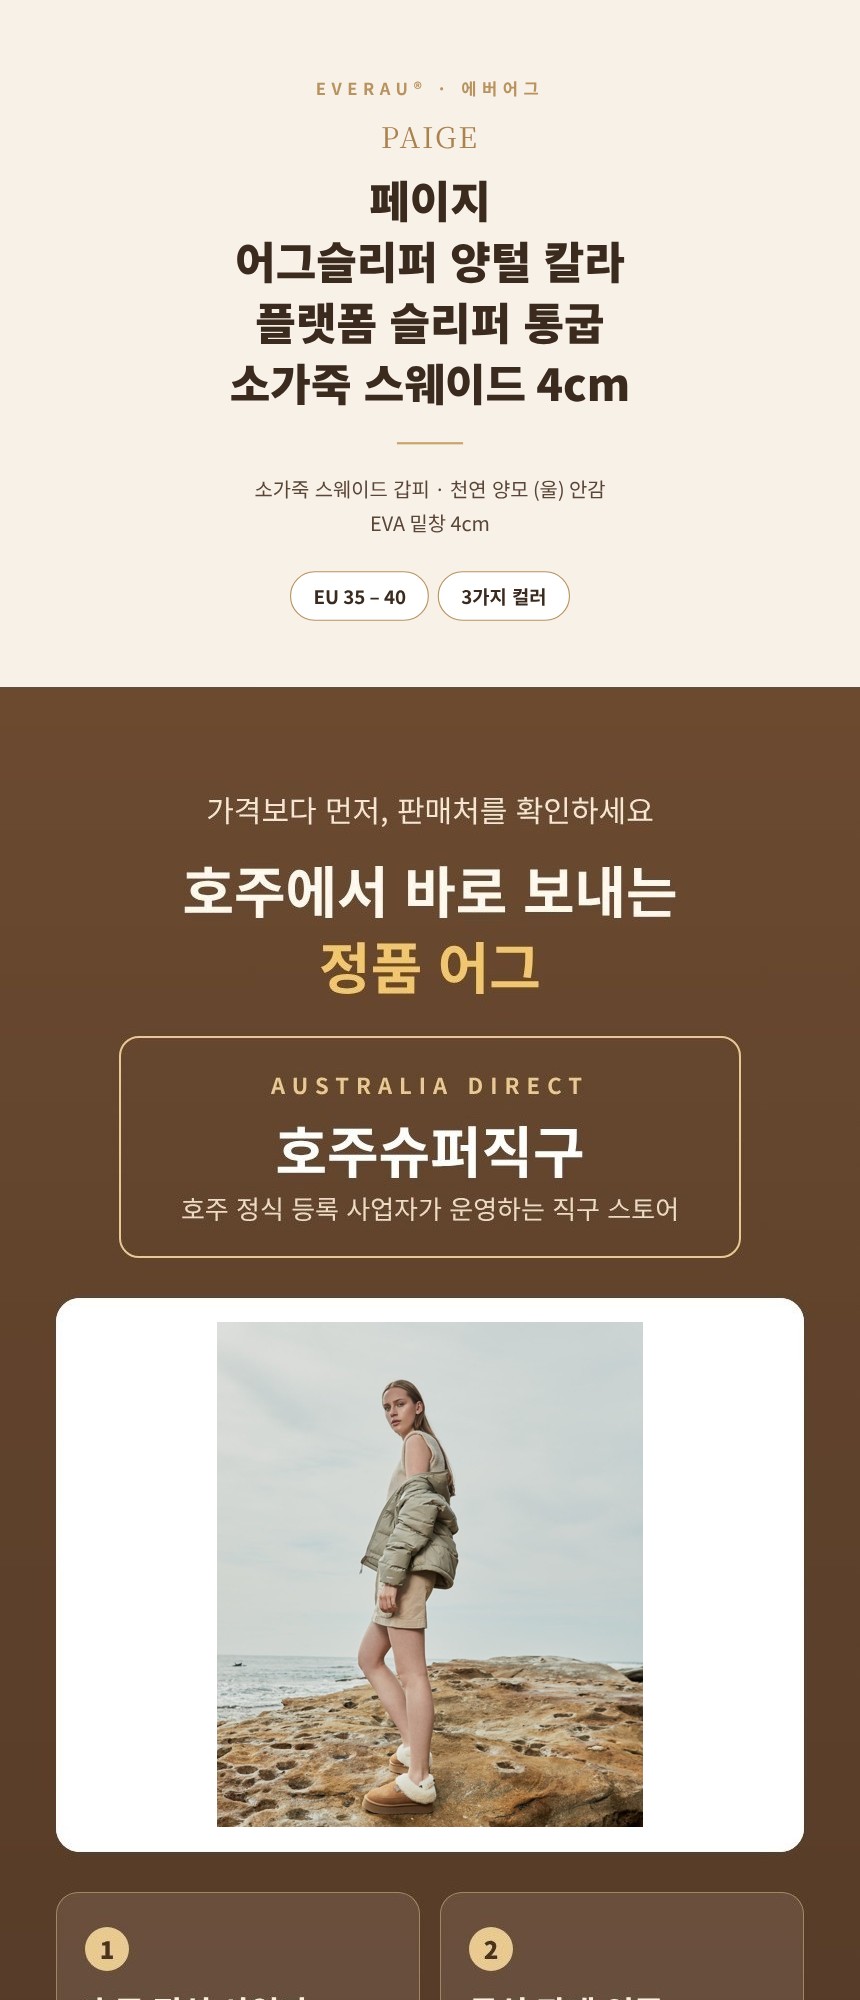 EVERAU® · 에버어그
PAIGE
페이지
어그슬리퍼 양털 칼라
플랫폼 슬리퍼 통굽
소가죽 스웨이드 4cm
소가죽 스웨이드 갑피 · 천연 양모 (울) 안감
EVA 밑창 4cm
EU 35 – 40
3가지 컬러
가격보다 먼저, 판매처를 확인하세요
호주에서 바로 보내는
정품 어그
AUSTRALIA DIRECT
호주슈퍼직구
호주 정식 등록 사업자가 운영하는 직구 스토어
1
2